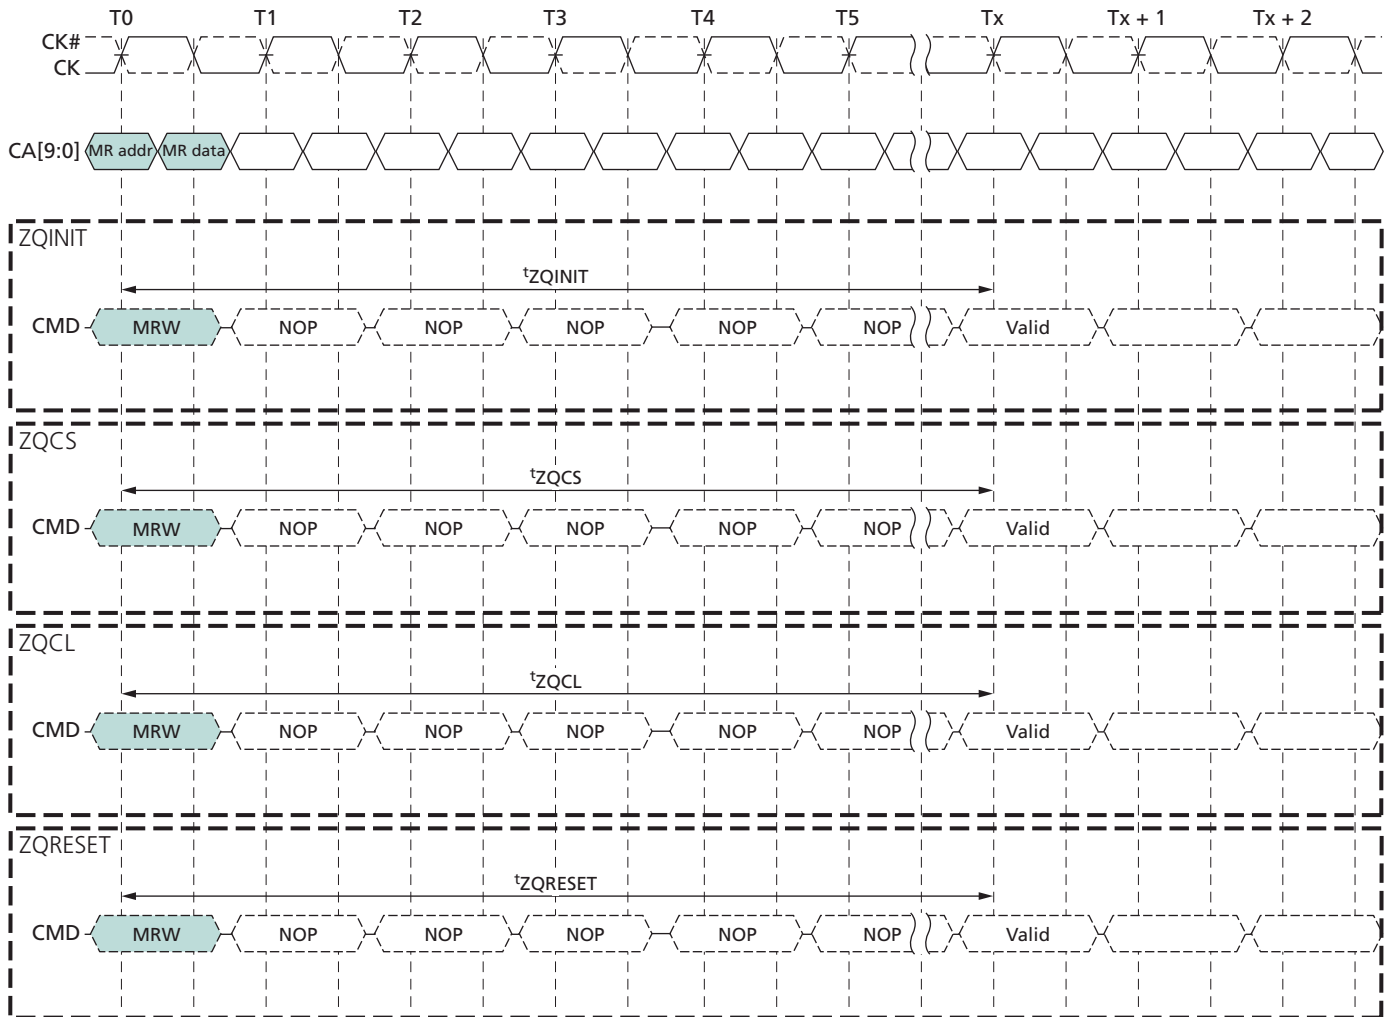 T0 T1 T2 T3 T4 T5 Tx Tx + 1 Tx + 2
CK#
CK
CA[9:0] MR addr MR data
ZQINIT
tZQINIT
CMD MRW NOP NOP NOP NOP NOP Valid
ZQCS
tZQCS
CMD MRW NOP NOP NOP NOP NOP Valid
ZQCL
tZQCL
CMD MRW NOP NOP NOP NOP NOP Valid
ZQRESET
tZQRESET
CMD MRW NOP NOP NOP NOP NOP Valid